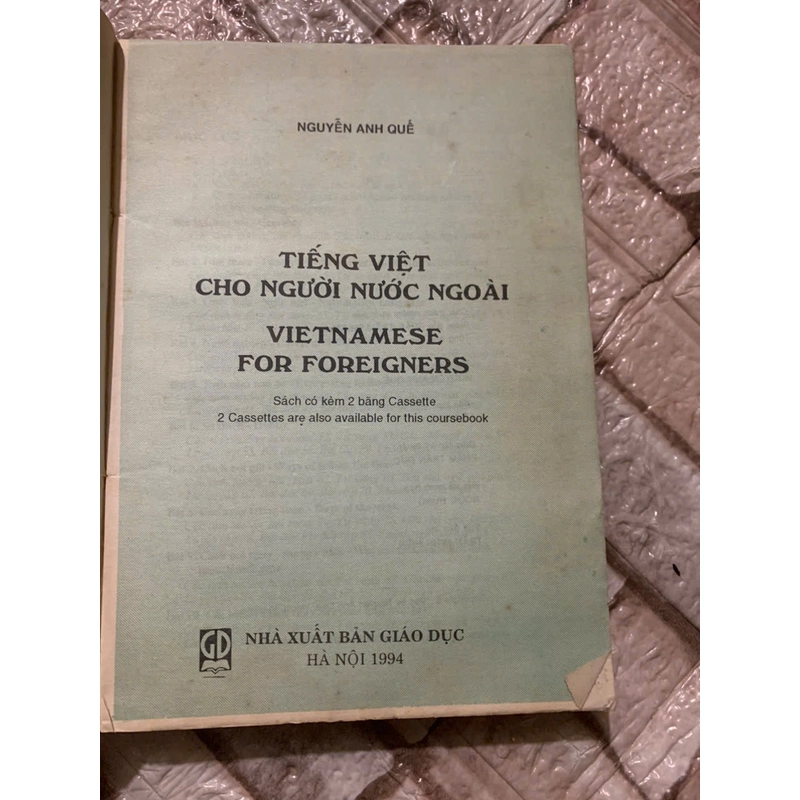 NGUYỄN ANH QUẾ
TIẾNG VIỆT
CHO NGƯỜI NƯỚC NGOÀI
VIETNAMESE
FOR FOREIGNERS
Sách có kèm 2 băng Cassette
2 Cassettes arẹ also available for this coursebook
GD
NHÀ XUẤT BẢN GIÁO DỤC
HÀ NỘI 1994